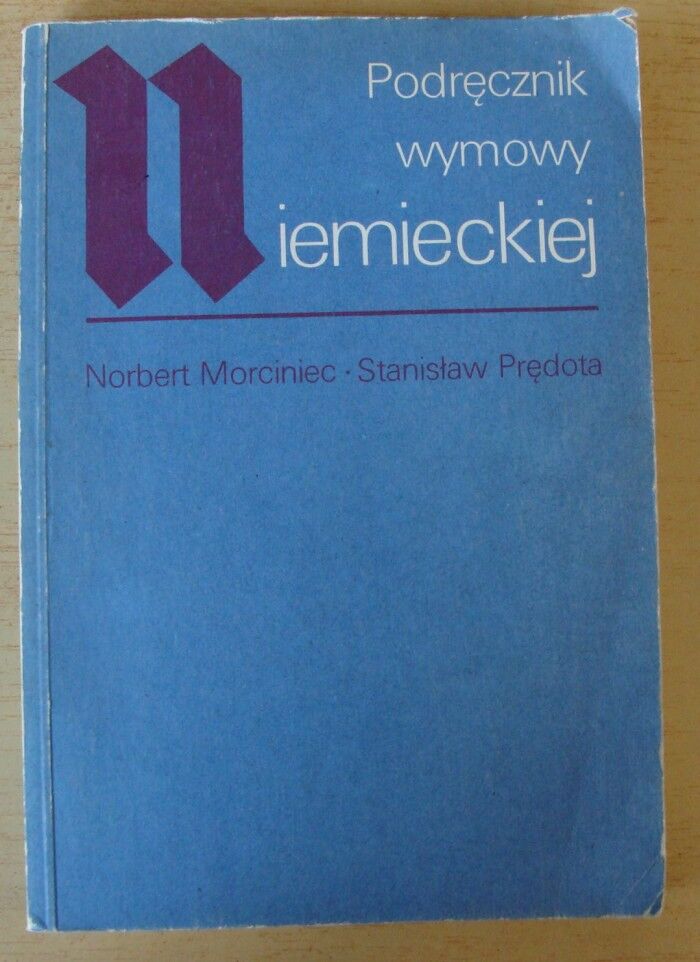 Podręcznik
wymowy
niemieckiej
Norbert Morciniec · Stanisław Prędota